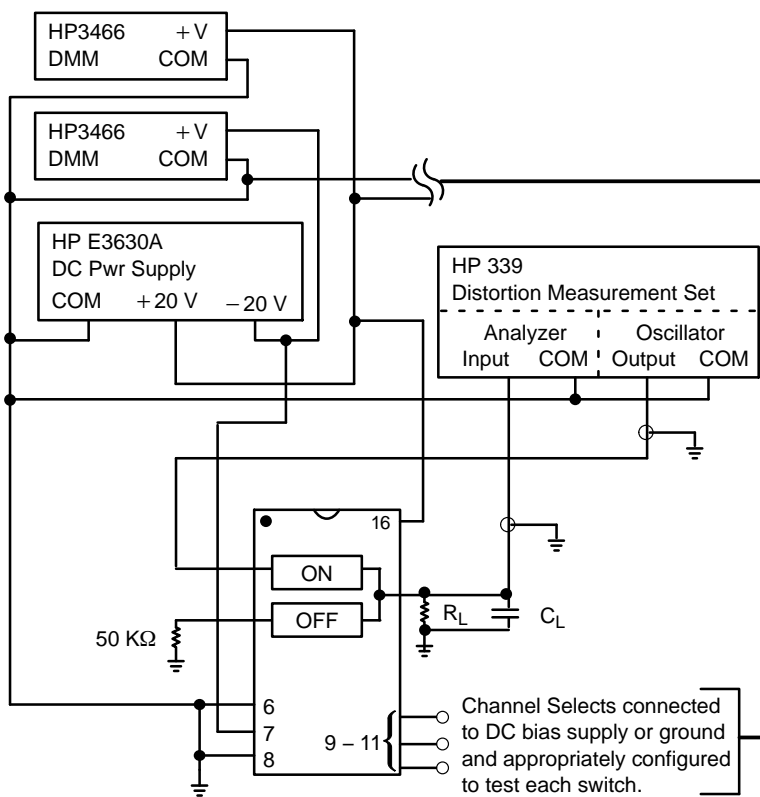 HP3466 +V
DMM COM
HP3466 +V
DMM COM
HP E3630A
DC Pwr Supply
COM +20 V −20 V
HP 339
Distortion Measurement Set
Analyzer Oscillator
Input COM Output COM
16
ON
OFF
50 KΩ
RL
CL
6
7
8
9 – 11
Channel Selects connected
to DC bias supply or ground
and appropriately configured
to test each switch.